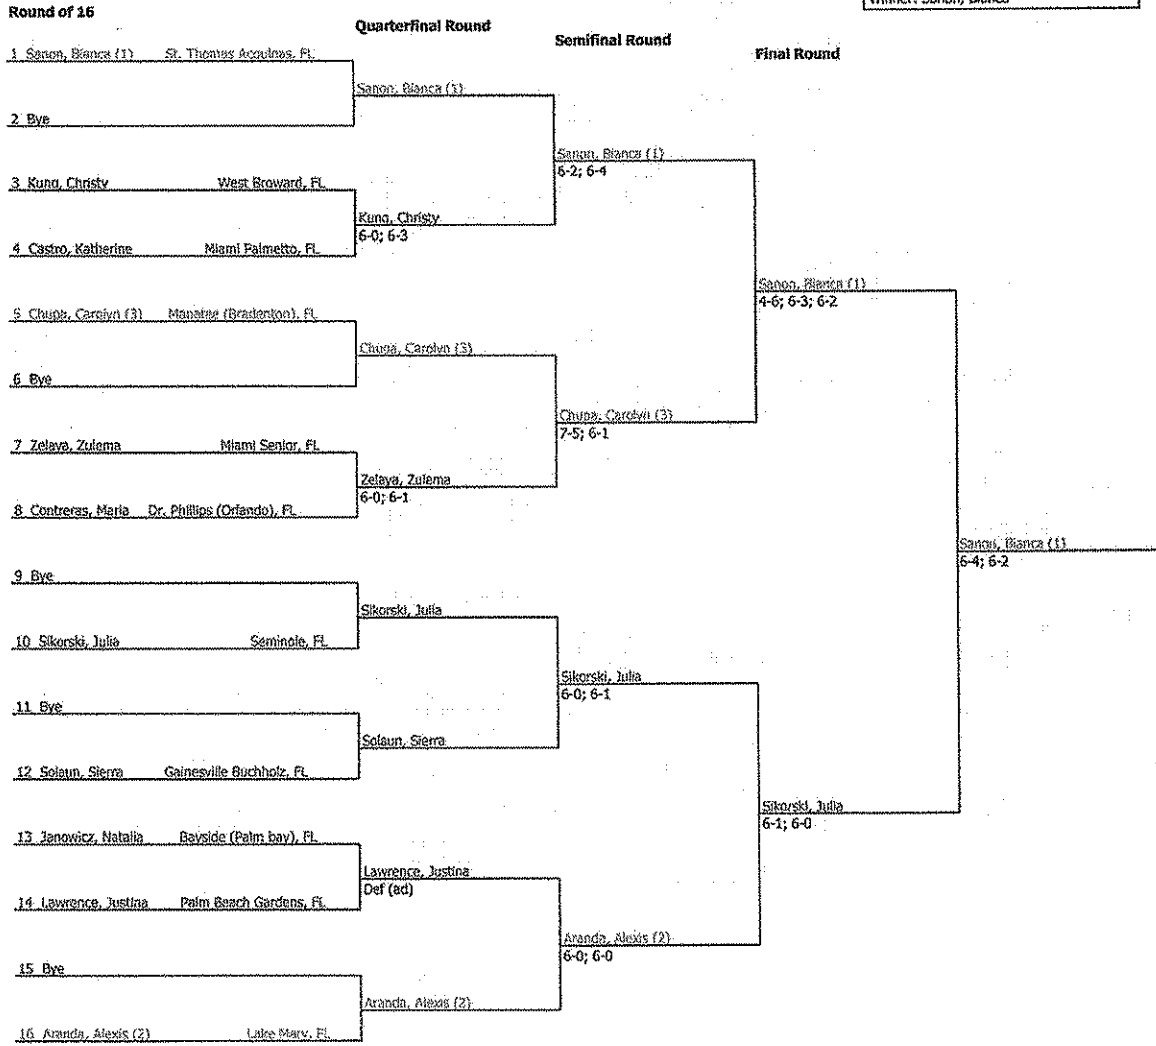 Winner: Sanon, Bianca
Round of 16
Quarterfinal Round
Semifinal Round
Final Round
1 Sanon, Bianca (1) St. Thomas Acquinas, FL
Sanon, Bianca (1)
2 Bye
Sanon, Bianca (1)
6-2; 6-4
3 Kung, Christy West Broward, FL
Kung, Christy
6-0; 6-3
4 Castro, Katherine Miami Palmetto, FL
Sanon, Bianca (1)
4-6; 6-3; 6-2
5 Chupa, Carolyn (3) Manatee (Bradenton), FL
Chupa, Carolyn (3)
6 Bye
Chupa, Carolyn (3)
7-5; 6-1
7 Zelaya, Zulema Miami Senior, FL
Zelaya, Zulema
6-0; 6-1
8 Contreras, Maria Dr. Phillips (Orlando), FL
Sanon, Bianca (1)
6-4; 6-2
9 Bye
Sikorski, Julia
10 Sikorski, Julia Seminole, FL
Sikorski, Julia
6-0; 6-1
11 Bye
Solaun, Sierra
12 Solaun, Sierra Gainesville Buchholz, FL
Sikorski, Julia
6-1; 6-0
13 Janowicz, Natalia Bayside (Palm bay), FL
Lawrence, Justina
Def (ad)
14 Lawrence, Justina Palm Beach Gardens, FL
Aranda, Alexis (2)
6-0; 6-0
15 Bye
Aranda, Alexis (2)
16 Aranda, Alexis (2) Lake Mary, FL